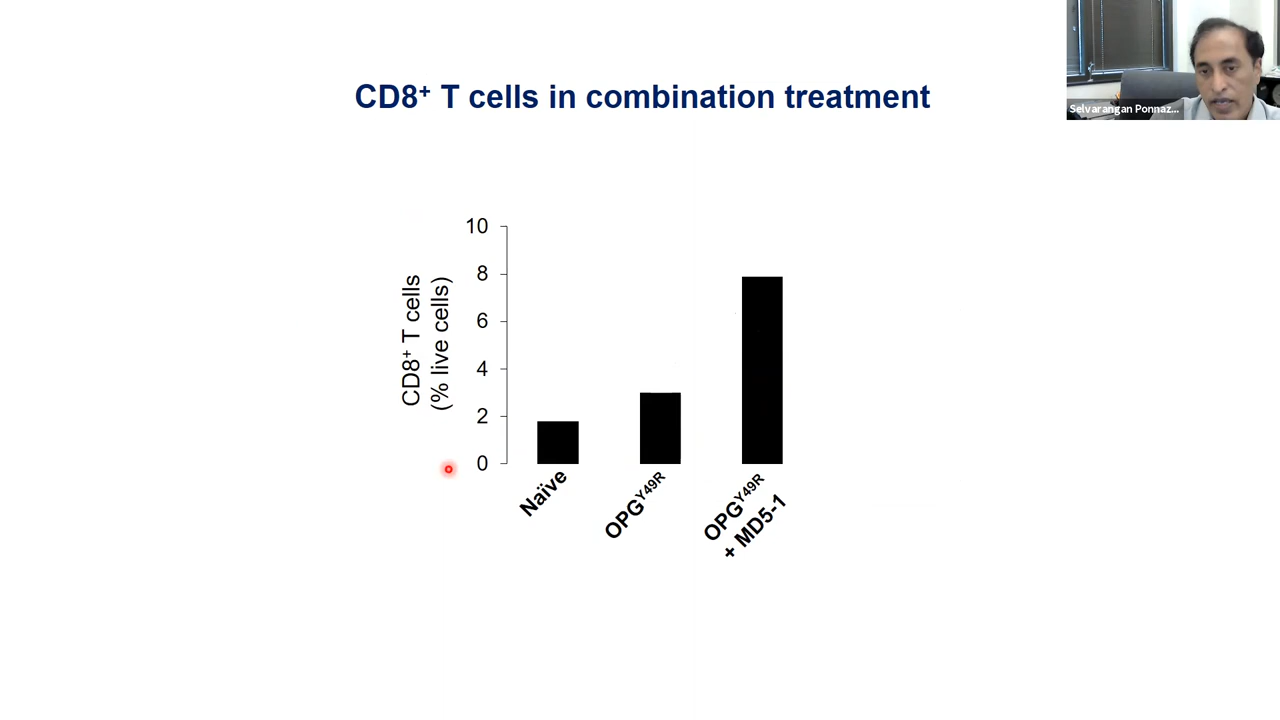 CD8⁺ T cells in combination treatment
Selvarangan Ponnaz...
CD8⁺ T cells
(% live cells)
10
8
6
4
2
0
Naïve
OPGʸ⁴⁹ᴿ
OPGʸ⁴⁹ᴿ
+ MD5-1